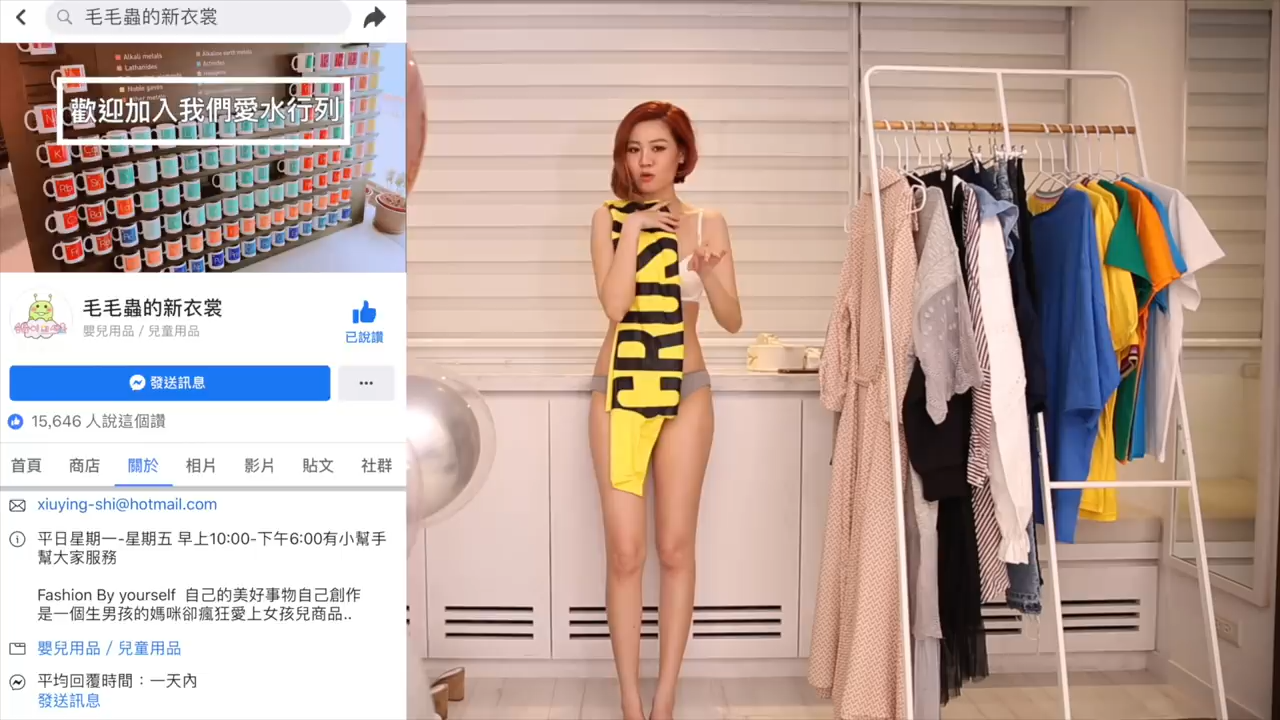 毛毛蟲的新衣裳
Alkali metals
Lanthanides
Noble gases
歡迎加入我們愛水行列
毛毛蟲的新衣裳
嬰兒用品 / 兒童用品
已說讚
發送訊息
15,646 人說這個讚
首頁
商店
關於
相片
影片
貼文
社群
xiuying-shi@hotmail.com
平日星期一-星期五 早上10:00-下午6:00有小幫手
幫大家服務
Fashion By yourself 自己的美好事物自己創作
是一個生男孩的媽咪卻瘋狂愛上女孩兒商品..
嬰兒用品 / 兒童用品
平均回覆時間：一天內
發送訊息
CRUS